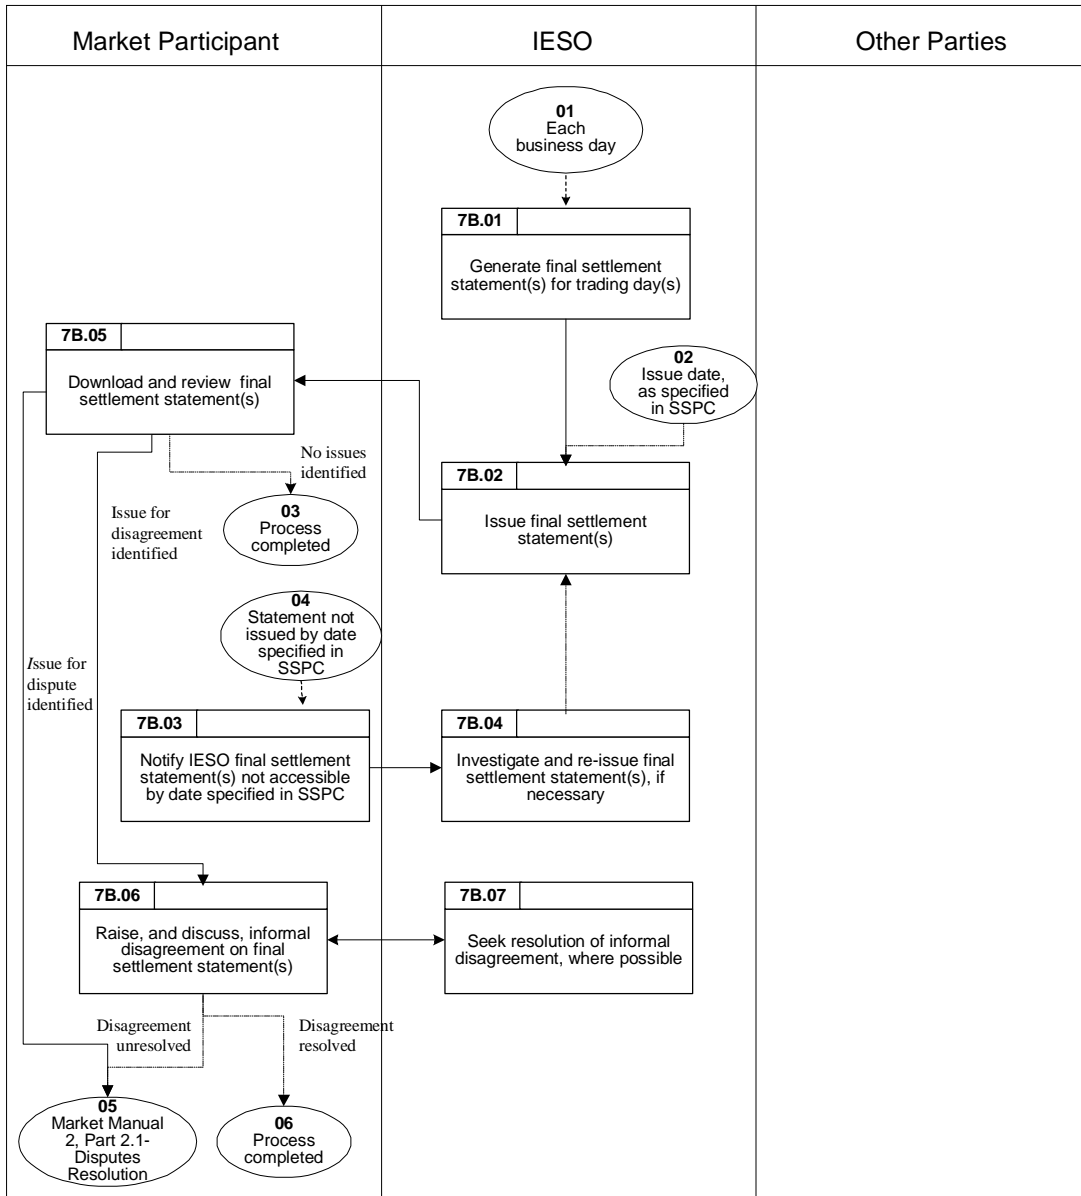 Market Participant
IESO
Other Parties
01
Each
business day
7B.01
Generate final settlement
statement(s) for trading day(s)
7B.05
Download and review final
settlement statement(s)
02
Issue date,
as specified
in SSPC
No issues
identified
7B.02
Issue final settlement
statement(s)
03
Process
completed
Issue for
disagreement
identified
04
Statement not
issued by date
specified in
SSPC
Issue for
dispute
identified
7B.03
Notify IESO final settlement
statement(s) not accessible
by date specified in SSPC
7B.04
Investigate and re-issue final
settlement statement(s), if
necessary
7B.06
Raise, and discuss, informal
disagreement on final
settlement statement(s)
7B.07
Seek resolution of informal
disagreement, where possible
Disagreement
unresolved
Disagreement
resolved
05
Market Manual
2, Part 2.1-
Disputes
Resolution
06
Process
completed